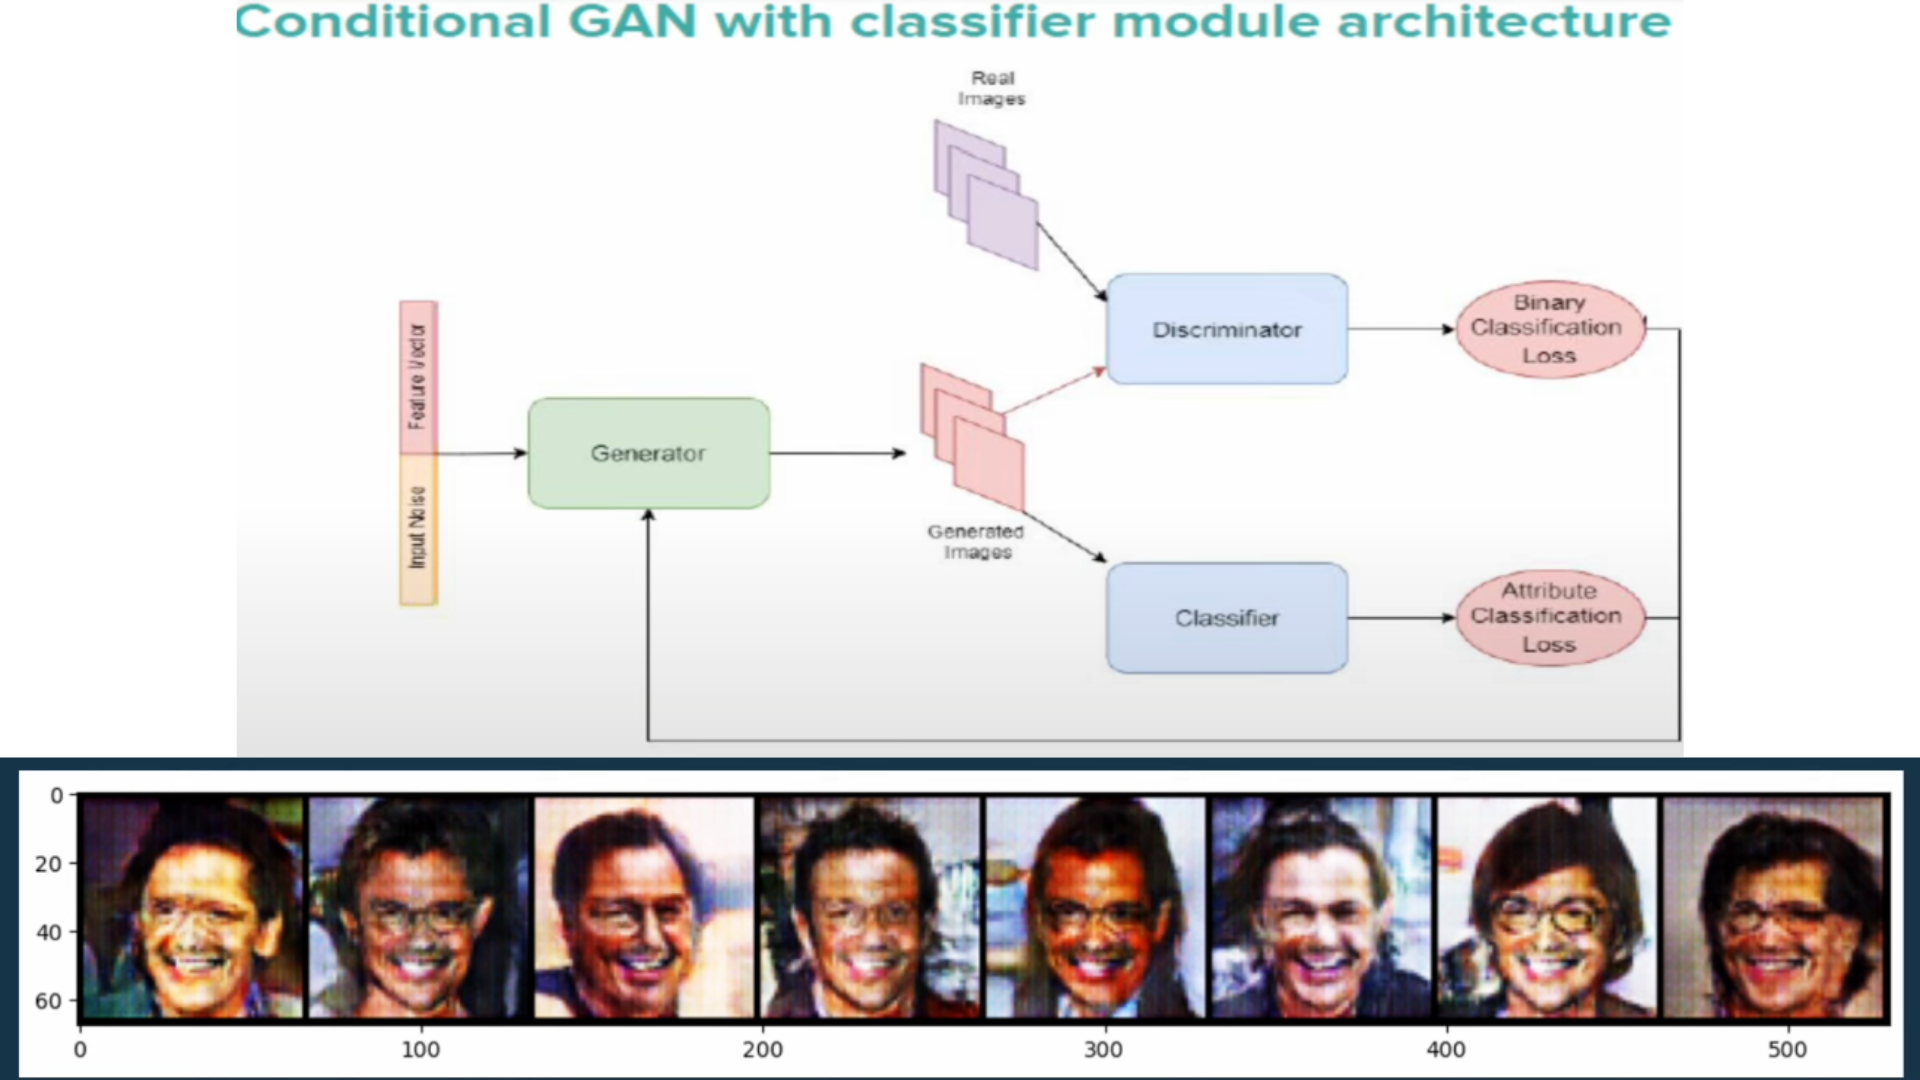 Conditional GAN with classifier module architecture
Real
Images
Feature Vector
Input Noise
Generator
Generated
Images
Discriminator
Binary
Classification
Loss
Classifier
Attribute
Classification
Loss
0
20
40
60
0 100 200 300 400 500